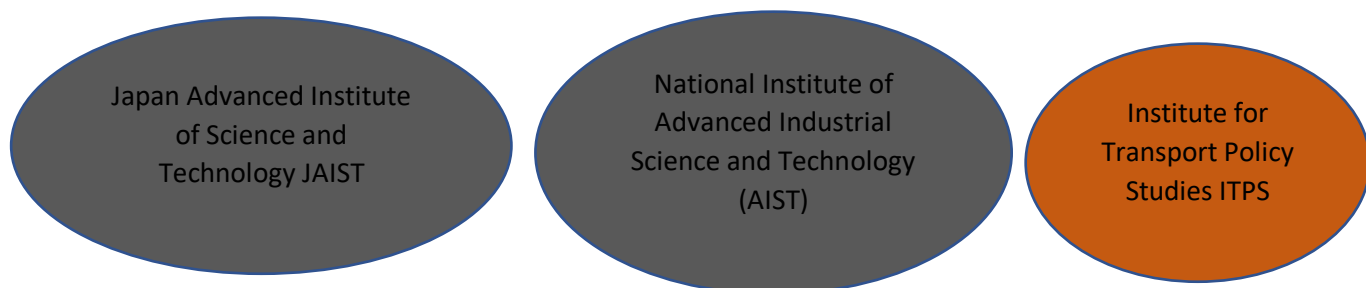 Japan Advanced Institute
of Science and
Technology JAIST
National Institute of
Advanced Industrial
Science and Technology
(AIST)
Institute for
Transport Policy
Studies ITPS